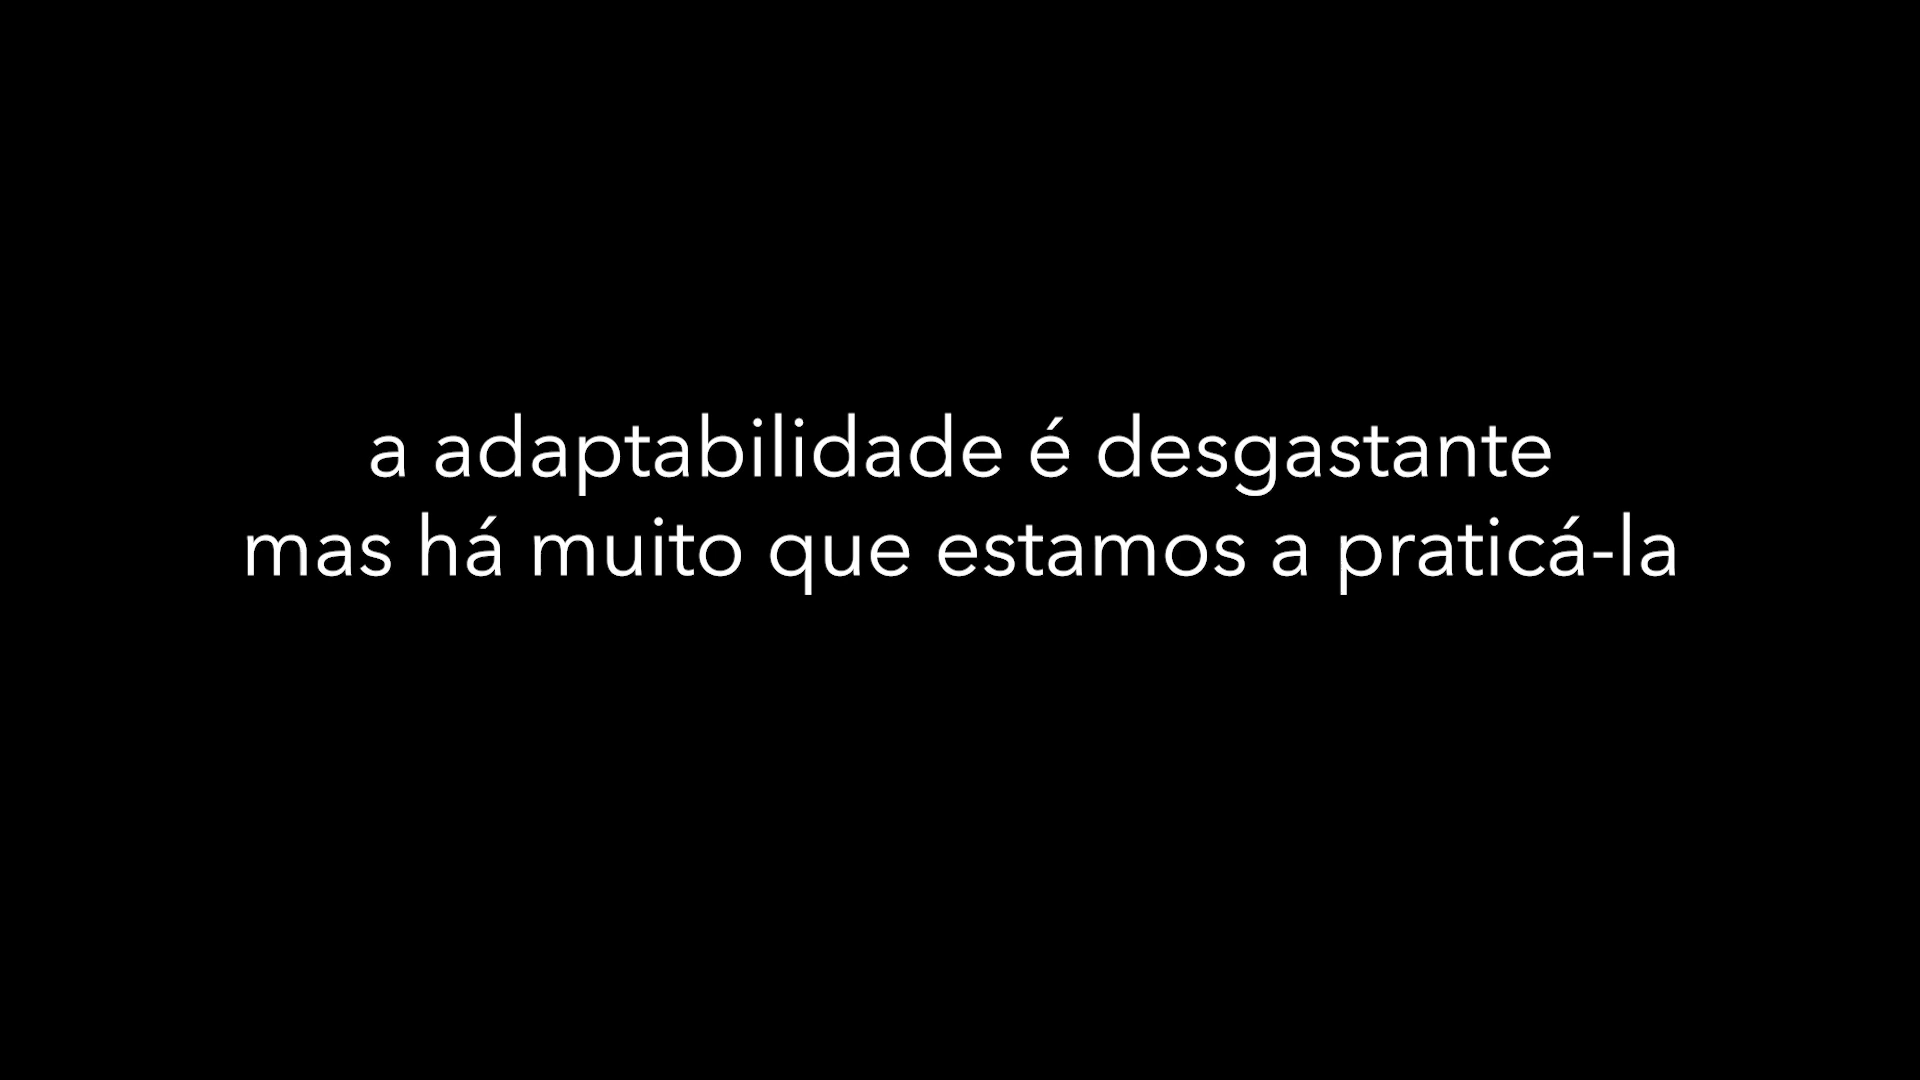 a adaptabilidade é desgastante
mas há muito que estamos a praticá-la